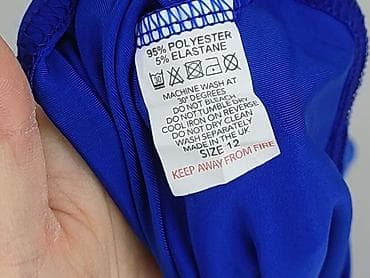 95% POLYESTER
5% ELASTANE
30
MACHINE WASH AT
30 DEGREES
DO NOT BLEACH
DO NOT TUMBLE DRY
COOL IRON ON REVERSE
DO NOT DRY CLEAN
WASH SEPARATELY
MADE IN THE UK
SIZE 12
KEEP AWAY FROM FIRE